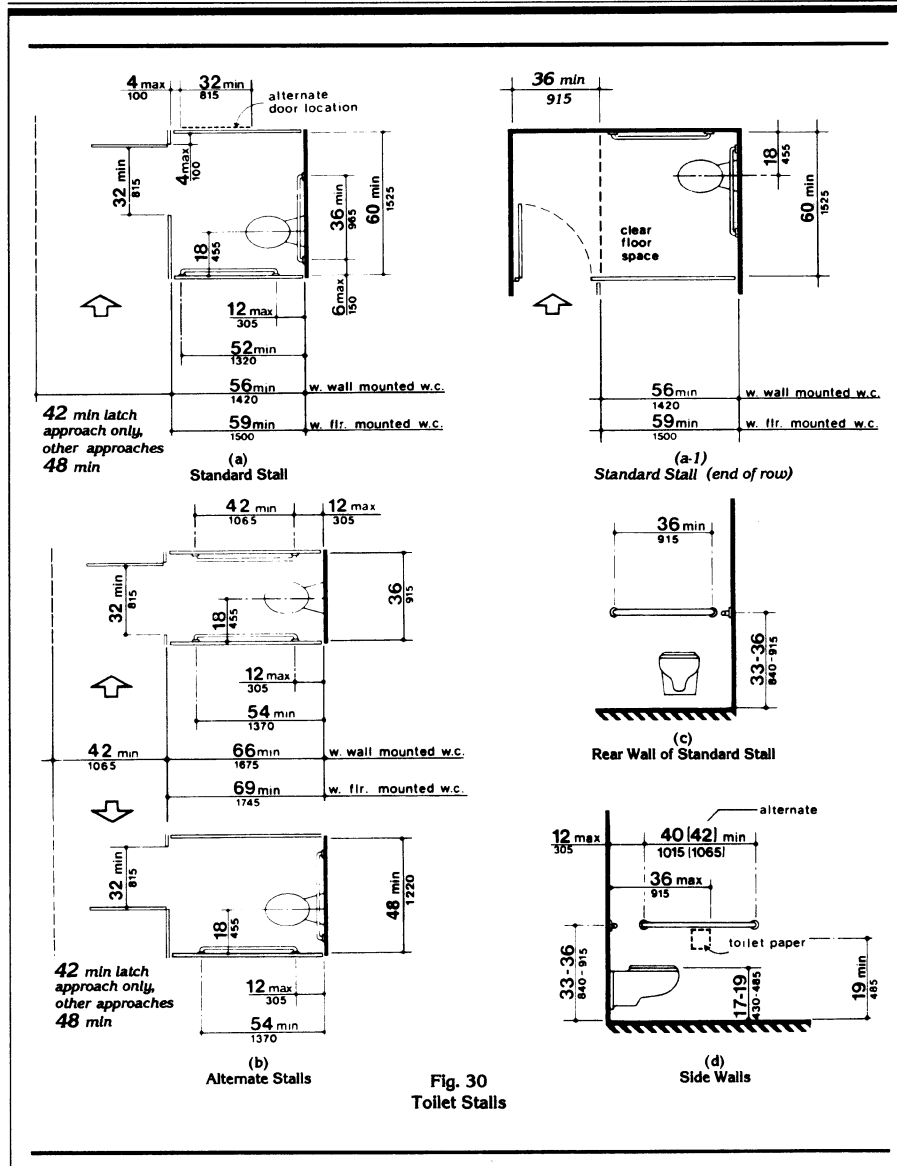 4 max
100
32 min
815
alternate
door location
32 min
815
4 max
100
18
455
36 min
965
60 min
1525
6 max
150
12 max
305
52 min
1320
56 min
1420
w. wall mounted w.c.
59 min
1500
w. flr. mounted w.c.
42 min latch
approach only,
other approaches
48 min
(a)
Standard Stall
36 min
915
18
455
60 min
1525
clear
floor
space
56 min
1420
w. wall mounted w.c.
59 min
1500
w. flr. mounted w.c.
(a-1)
Standard Stall (end of row)
42 min
1065
12 max
305
32 min
815
18
455
36
915
12 max
305
54 min
1370
42 min
1065
66 min
1675
w. wall mounted w.c.
69 min
1745
w. flr. mounted w.c.
32 min
815
18
455
48 min
1220
42 min latch
approach only,
other approaches
48 min
12 max
305
54 min
1370
(b)
Alternate Stalls
36 min
915
33-36
840-915
(c)
Rear Wall of Standard Stall
alternate
12 max
305
40 (42) min
1015 (1065)
36 max
915
toilet paper
33-36
840-915
17-19
430-485
19 min
485
(d)
Side Walls
Fig. 30
Toilet Stalls